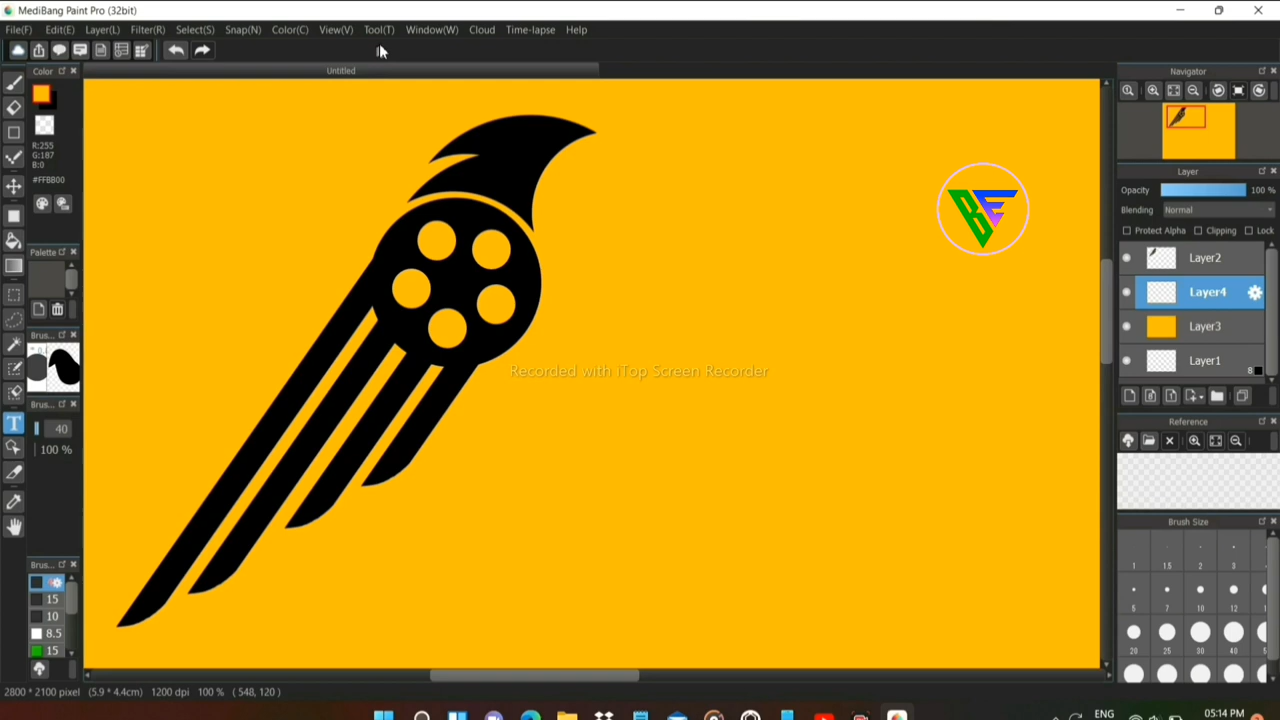 MediBang Paint Pro (32bit)
File(F) Edit(E) Layer(L) Filter(R) Select(S) Snap(N) Color(C) View(V) Tool(T) Window(W) Cloud Time-lapse Help
Color
Untitled
Navigator
R:255
G:187
B:0
#FFBB00
Layer
Opacity 100 %
Blending Normal
Protect Alpha Clipping Lock
Palette
Layer2
Layer4
Layer3
Layer1
8
Brus...
Brus...
40
100 %
Recorded with iTop Screen Recorder
Reference
Brush Size
1 1.5 2 3
5 7 10 12
20 25 30 40
Brus...
15
10
8.5
15
2800 * 2100 pixel (5.9 * 4.4cm) 1200 dpi 100 % ( 548, 120 )
ENG
05:14 PM